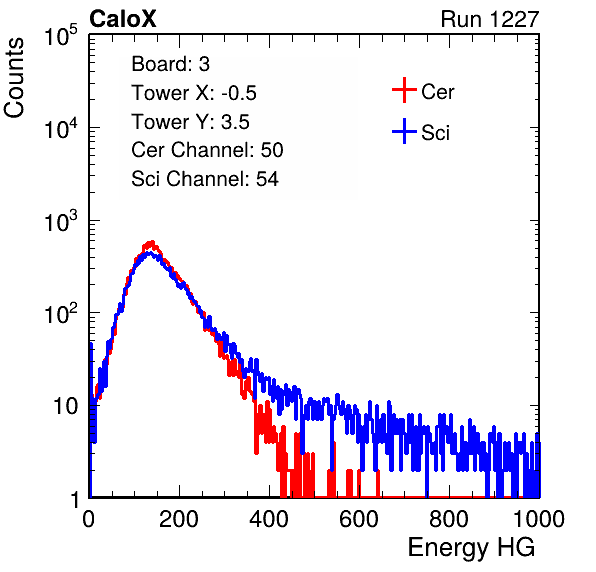 CaloX Run 1227
Counts
Board: 3
Tower X: -0.5
Tower Y: 3.5
Cer Channel: 50
Sci Channel: 54
Cer
Sci
10^5
10^4
10^3
10^2
10
1
0 200 400 600 800 1000
Energy HG